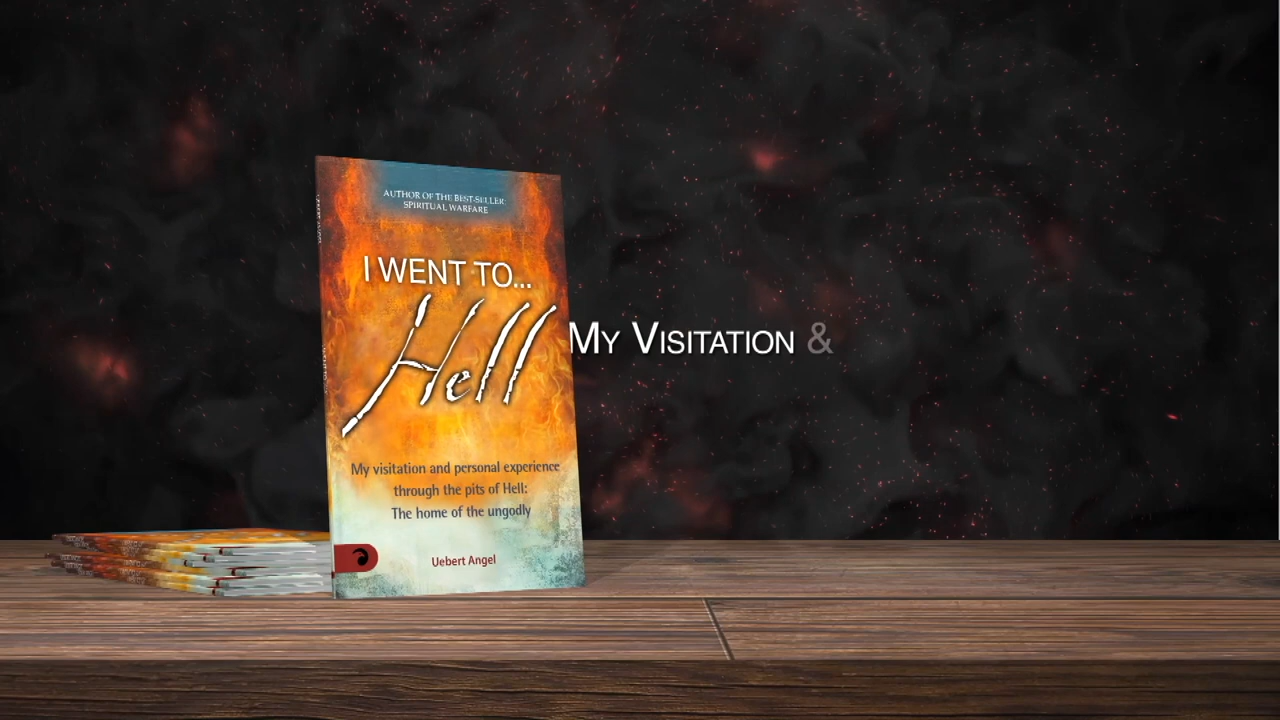 AUTHOR OF THE BEST-SELLER:
SPIRITUAL WARFARE
I WENT TO...
Hell
My visitation and personal experience
through the pits of Hell:
The home of the ungodly
Uebert Angel
My Visitation &